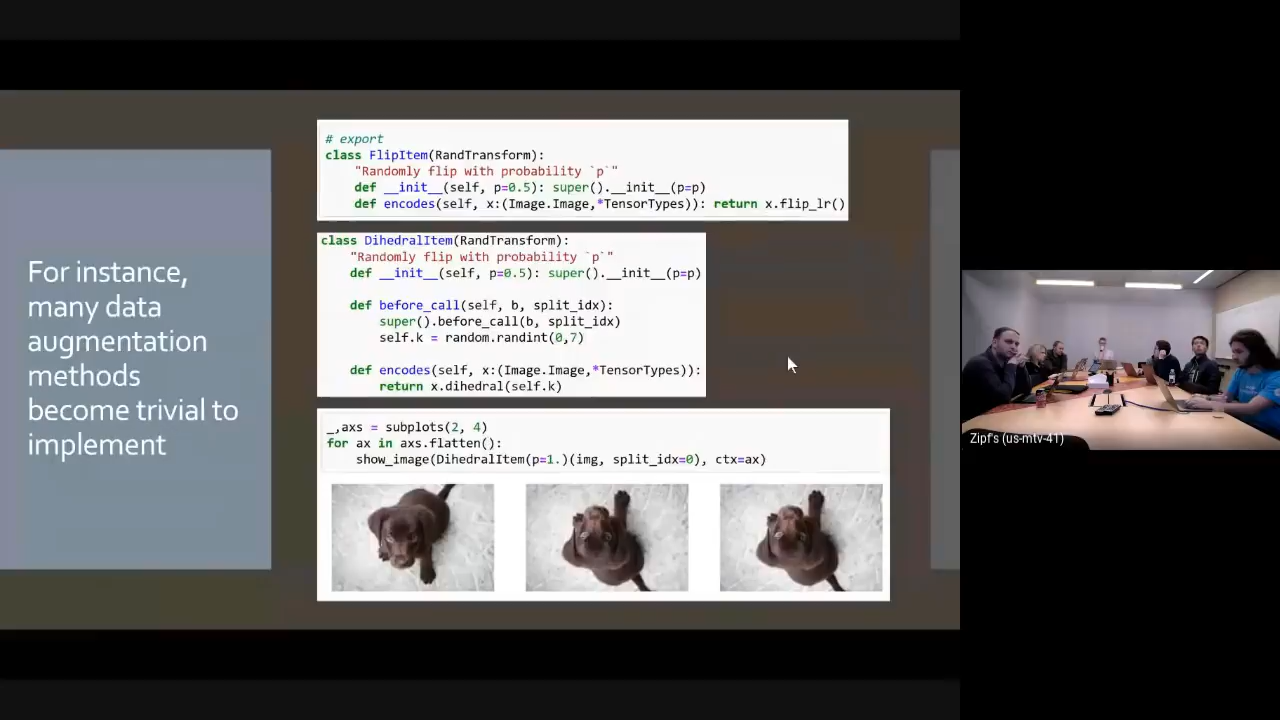 For instance,
many data
augmentation
methods
become trivial to
implement
# export
class FlipItem(RandTransform):
    "Randomly flip with probability `p`"
    def __init__(self, p=0.5): super().__init__(p=p)
    def encodes(self, x:(Image.Image,*TensorTypes)): return x.flip_lr()
class DihedralItem(RandTransform):
    "Randomly flip with probability `p`"
    def __init__(self, p=0.5): super().__init__(p=p)
    def before_call(self, b, split_idx):
        super().before_call(b, split_idx)
        self.k = random.randint(0,7)
    def encodes(self, x:(Image.Image,*TensorTypes)):
        return x.dihedral(self.k)
_,axs = subplots(2, 4)
for ax in axs.flatten():
    show_image(DihedralItem(p=1.)(img, split_idx=0), ctx=ax)
Zipf's (us-mtv-41)